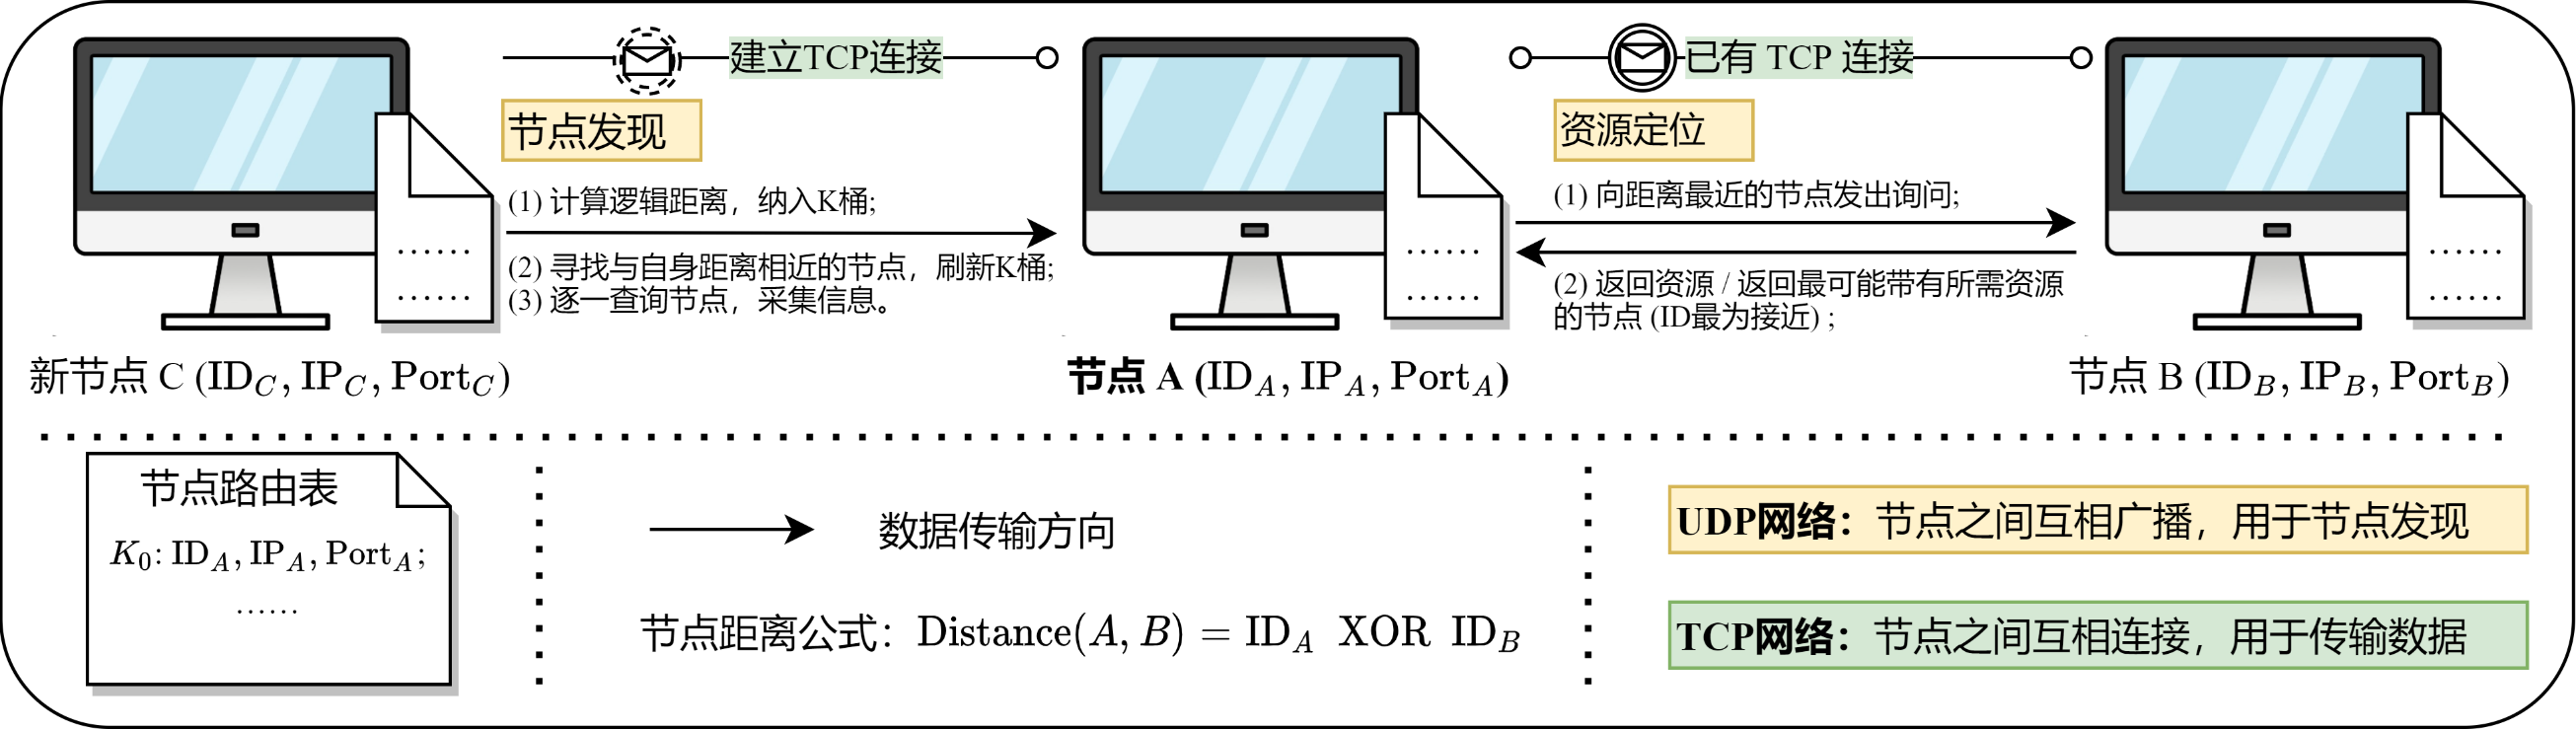 建立TCP连接
已有 TCP 连接
节点发现
资源定位
(1) 计算逻辑距离，纳入K桶;
(2) 寻找与自身距离相近的节点，刷新K桶;
(3) 逐一查询节点，采集信息。
(1) 向距离最近的节点发出询问;
(2) 返回资源 / 返回最可能带有所需资源
的节点 (ID最为接近) ;
......
......
......
......
......
......
新节点 C (ID_C, IP_C, Port_C)
节点 A (ID_A, IP_A, Port_A)
节点 B (ID_B, IP_B, Port_B)
节点路由表
K_0: ID_A, IP_A, Port_A;
......
数据传输方向
节点距离公式：Distance(A, B) = ID_A XOR ID_B
UDP网络：节点之间互相广播，用于节点发现
TCP网络：节点之间互相连接，用于传输数据